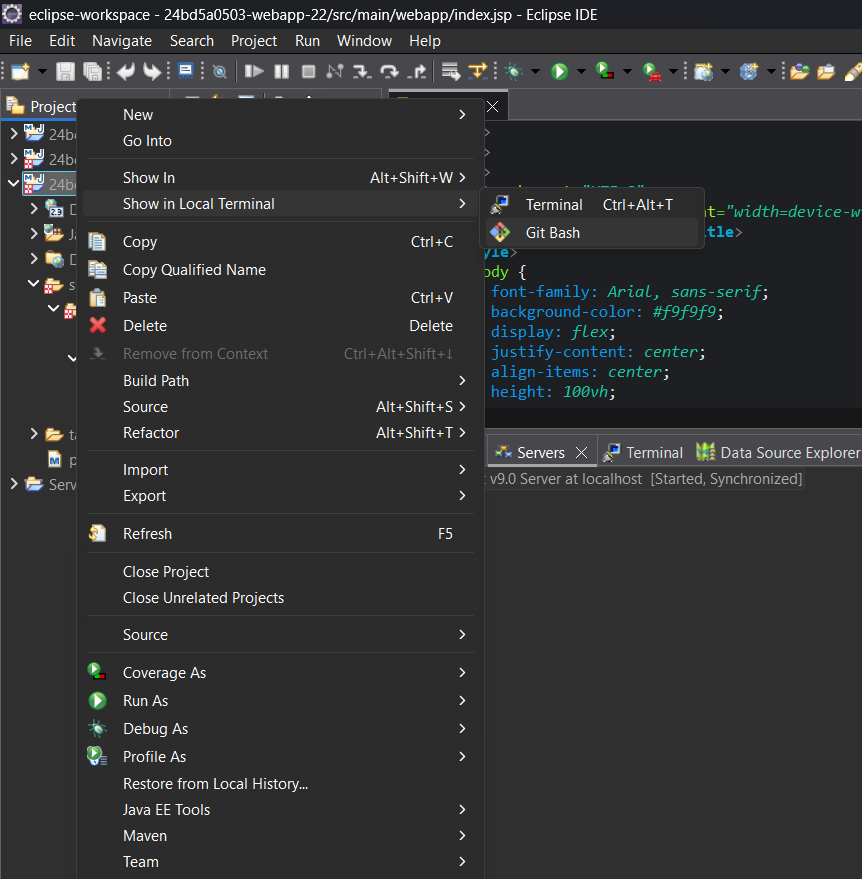 eclipse-workspace - 24bd5a0503-webapp-22/src/main/webapp/index.jsp - Eclipse IDE
File Edit Navigate Search Project Run Window Help
Project
New
Go Into
Show In Alt+Shift+W
Show in Local Terminal
Terminal Ctrl+Alt+T
Git Bash
Copy Ctrl+C
Copy Qualified Name
Paste Ctrl+V
Delete Delete
Remove from Context Ctrl+Alt+Shift+↓
Build Path
Source Alt+Shift+S
Refactor Alt+Shift+T
Import
Export
Refresh F5
Close Project
Close Unrelated Projects
Source
Coverage As
Run As
Debug As
Profile As
Restore from Local History...
Java EE Tools
Maven
Team
24b
24b
24b
Serv
t="width=device-w
tle>
yle>
ody {
font-family: Arial, sans-serif;
background-color: #f9f9f9;
display: flex;
justify-content: center;
align-items: center;
height: 100vh;
Servers Terminal Data Source Explorer
v9.0 Server at localhost [Started, Synchronized]